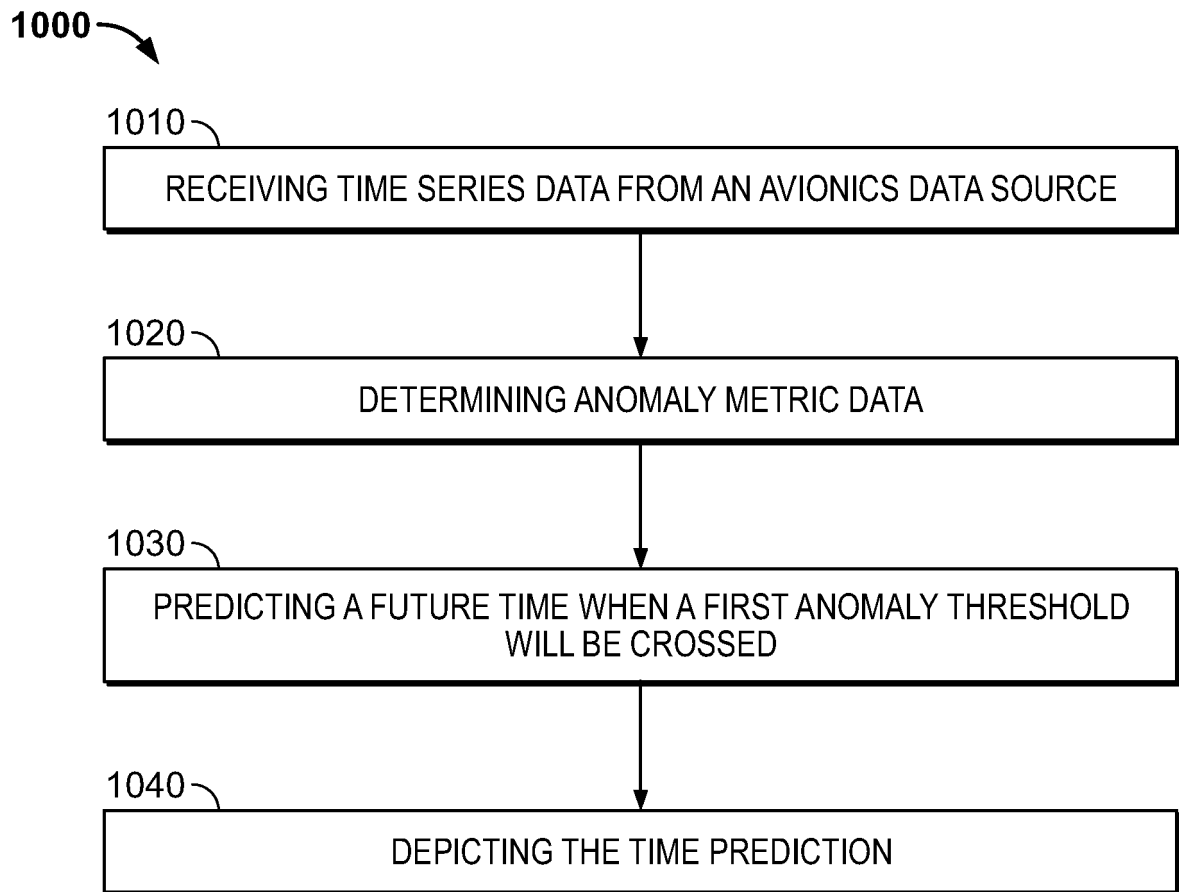 1000
1010
RECEIVING TIME SERIES DATA FROM AN AVIONICS DATA SOURCE
1020
DETERMINING ANOMALY METRIC DATA
1030
PREDICTING A FUTURE TIME WHEN A FIRST ANOMALY THRESHOLD
WILL BE CROSSED
1040
DEPICTING THE TIME PREDICTION